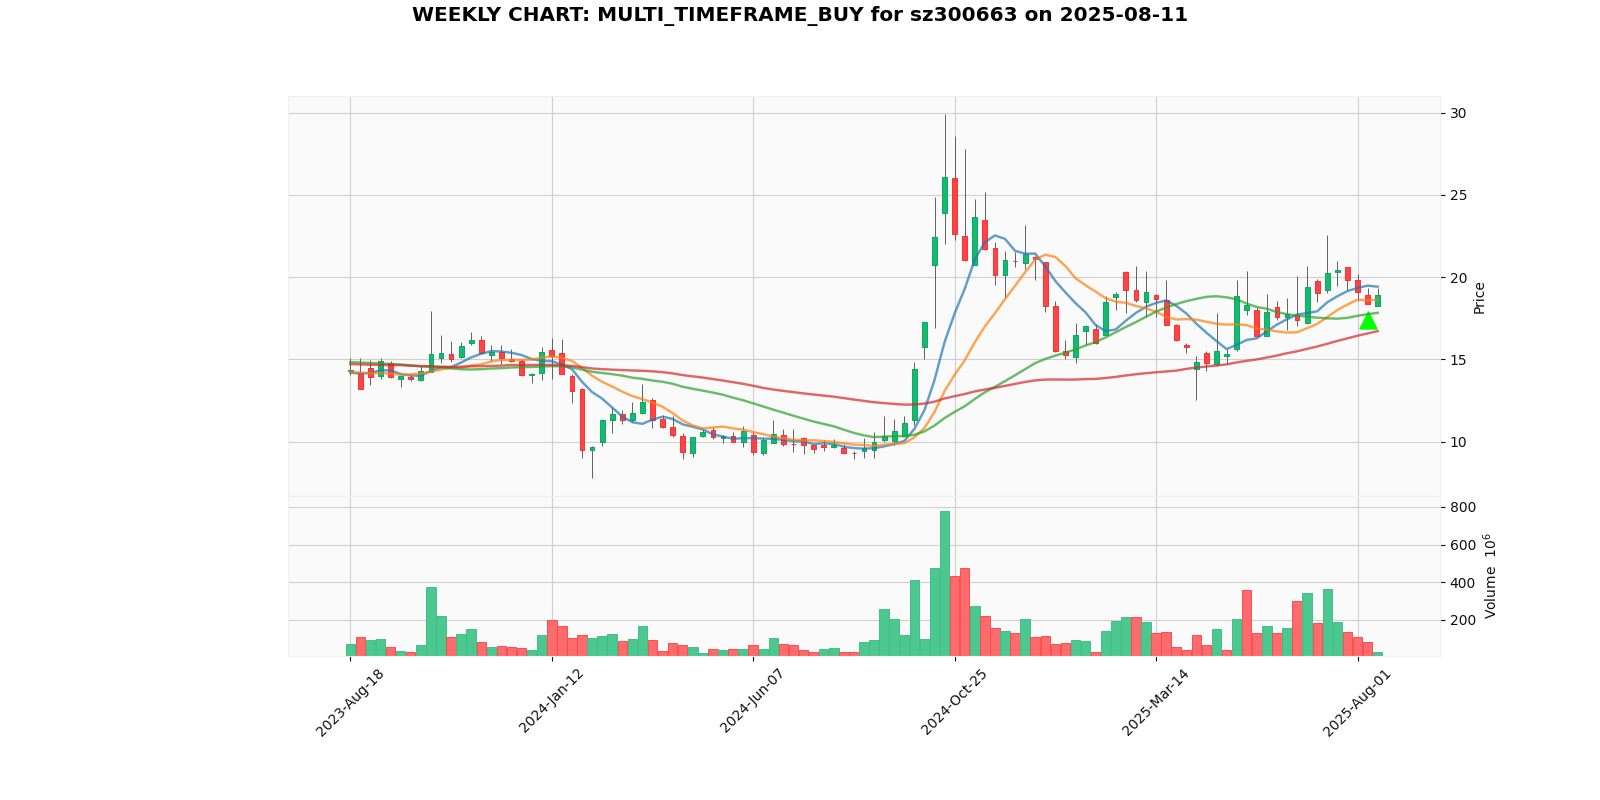 WEEKLY CHART: MULTI_TIMEFRAME_BUY for sz300663 on 2025-08-11
30
25
20
15
10
Price
800
600
400
200
Volume 10^6
2023-Aug-18
2024-Jan-12
2024-Jun-07
2024-Oct-25
2025-Mar-14
2025-Aug-01